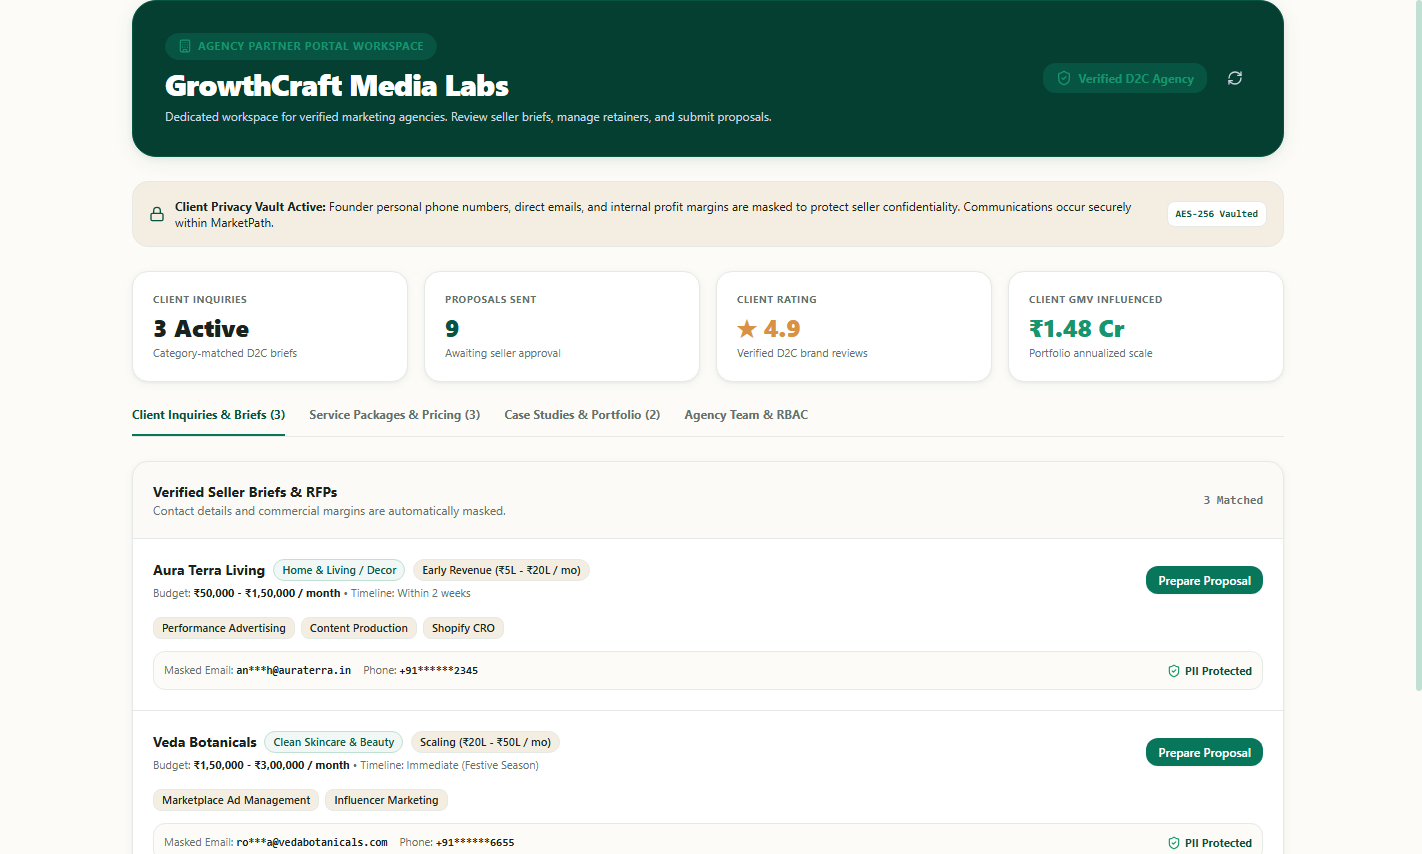 AGENCY PARTNER PORTAL WORKSPACE
GrowthCraft Media Labs
Dedicated workspace for verified marketing agencies. Review seller briefs, manage retainers, and submit proposals.
Verified D2C Agency
Client Privacy Vault Active: Founder personal phone numbers, direct emails, and internal profit margins are masked to protect seller confidentiality. Communications occur securely
within MarketPath.
AES-256 Vaulted
CLIENT INQUIRIES
3 Active
Category-matched D2C briefs
PROPOSALS SENT
9
Awaiting seller approval
CLIENT RATING
★ 4.9
Verified D2C brand reviews
CLIENT GMV INFLUENCED
₹1.48 Cr
Portfolio annualized scale
Client Inquiries & Briefs (3)
Service Packages & Pricing (3)
Case Studies & Portfolio (2)
Agency Team & RBAC
Verified Seller Briefs & RFPs
Contact details and commercial margins are automatically masked.
3 Matched
Aura Terra Living
Home & Living / Decor
Early Revenue (₹5L - ₹20L / mo)
Budget: ₹50,000 - ₹1,50,000 / month • Timeline: Within 2 weeks
Prepare Proposal
Performance Advertising
Content Production
Shopify CRO
Masked Email: an***h@auraterra.in Phone: +91******2345
PII Protected
Veda Botanicals
Clean Skincare & Beauty
Scaling (₹20L - ₹50L / mo)
Budget: ₹1,50,000 - ₹3,00,000 / month • Timeline: Immediate (Festive Season)
Prepare Proposal
Marketplace Ad Management
Influencer Marketing
Masked Email: ro***a@vedabotanicals.com Phone: +91******6655
PII Protected